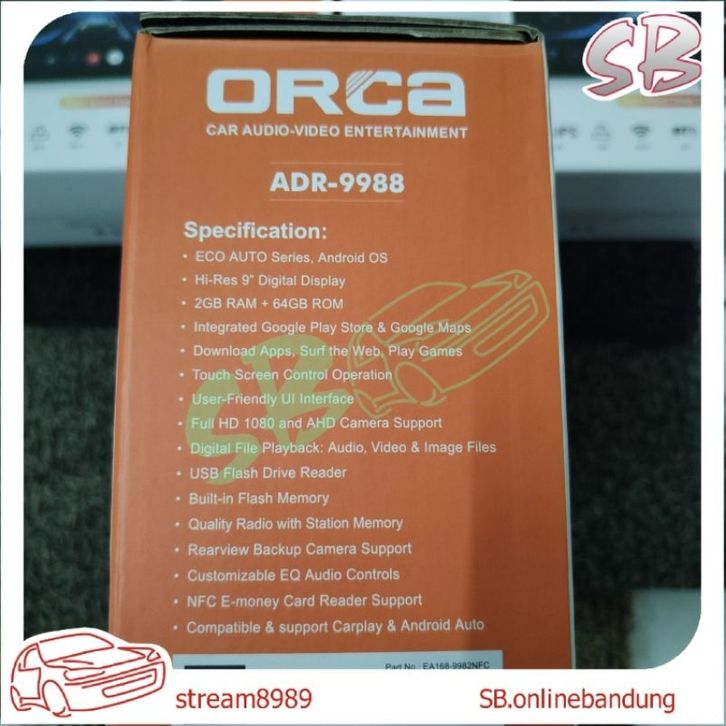 SB
ORCa
CAR AUDIO-VIDEO ENTERTAINMENT
ADR-9988
Specification:
• ECO AUTO Series, Android OS
• Hi-Res 9" Digital Display
• 2GB RAM + 64GB ROM
• Integrated Google Play Store & Google Maps
• Download Apps, Surf the Web, Play Games
• Touch Screen Control Operation
• User-Friendly UI Interface
• Full HD 1080 and AHD Camera Support
• Digital File Playback: Audio, Video & Image Files
• USB Flash Drive Reader
• Built-in Flash Memory
• Quality Radio with Station Memory
• Rearview Backup Camera Support
• Customizable EQ Audio Controls
• NFC E-money Card Reader Support
• Compatible & support Carplay & Android Auto
SB
Part No : EA168-9982NFC
stream8989
SB.onlinebandung